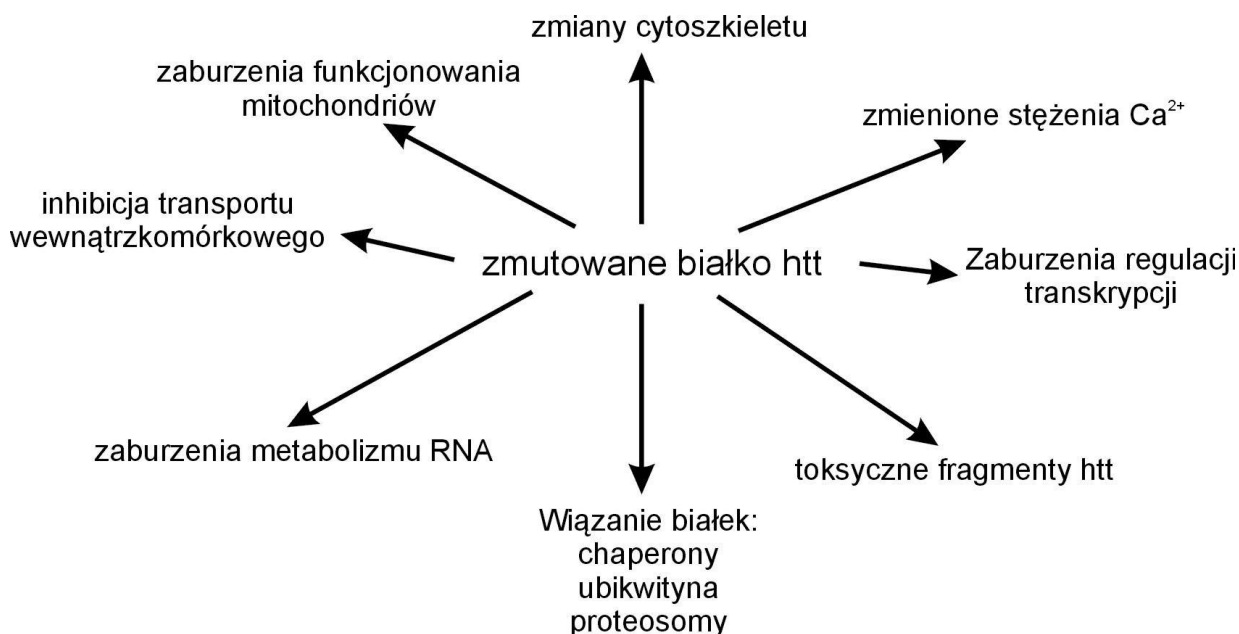 zmiany cytoszkieletu
zaburzenia funkcjonowania
mitochondriów
zmienione stężenia Ca²⁺
inhibicja transportu
wewnątrzkomórkowego
zmutowane białko htt
Zaburzenia regulacji
transkrypcji
zaburzenia metabolizmu RNA
toksyczne fragmenty htt
Wiązanie białek:
chaperony
ubikwityna
proteosomy